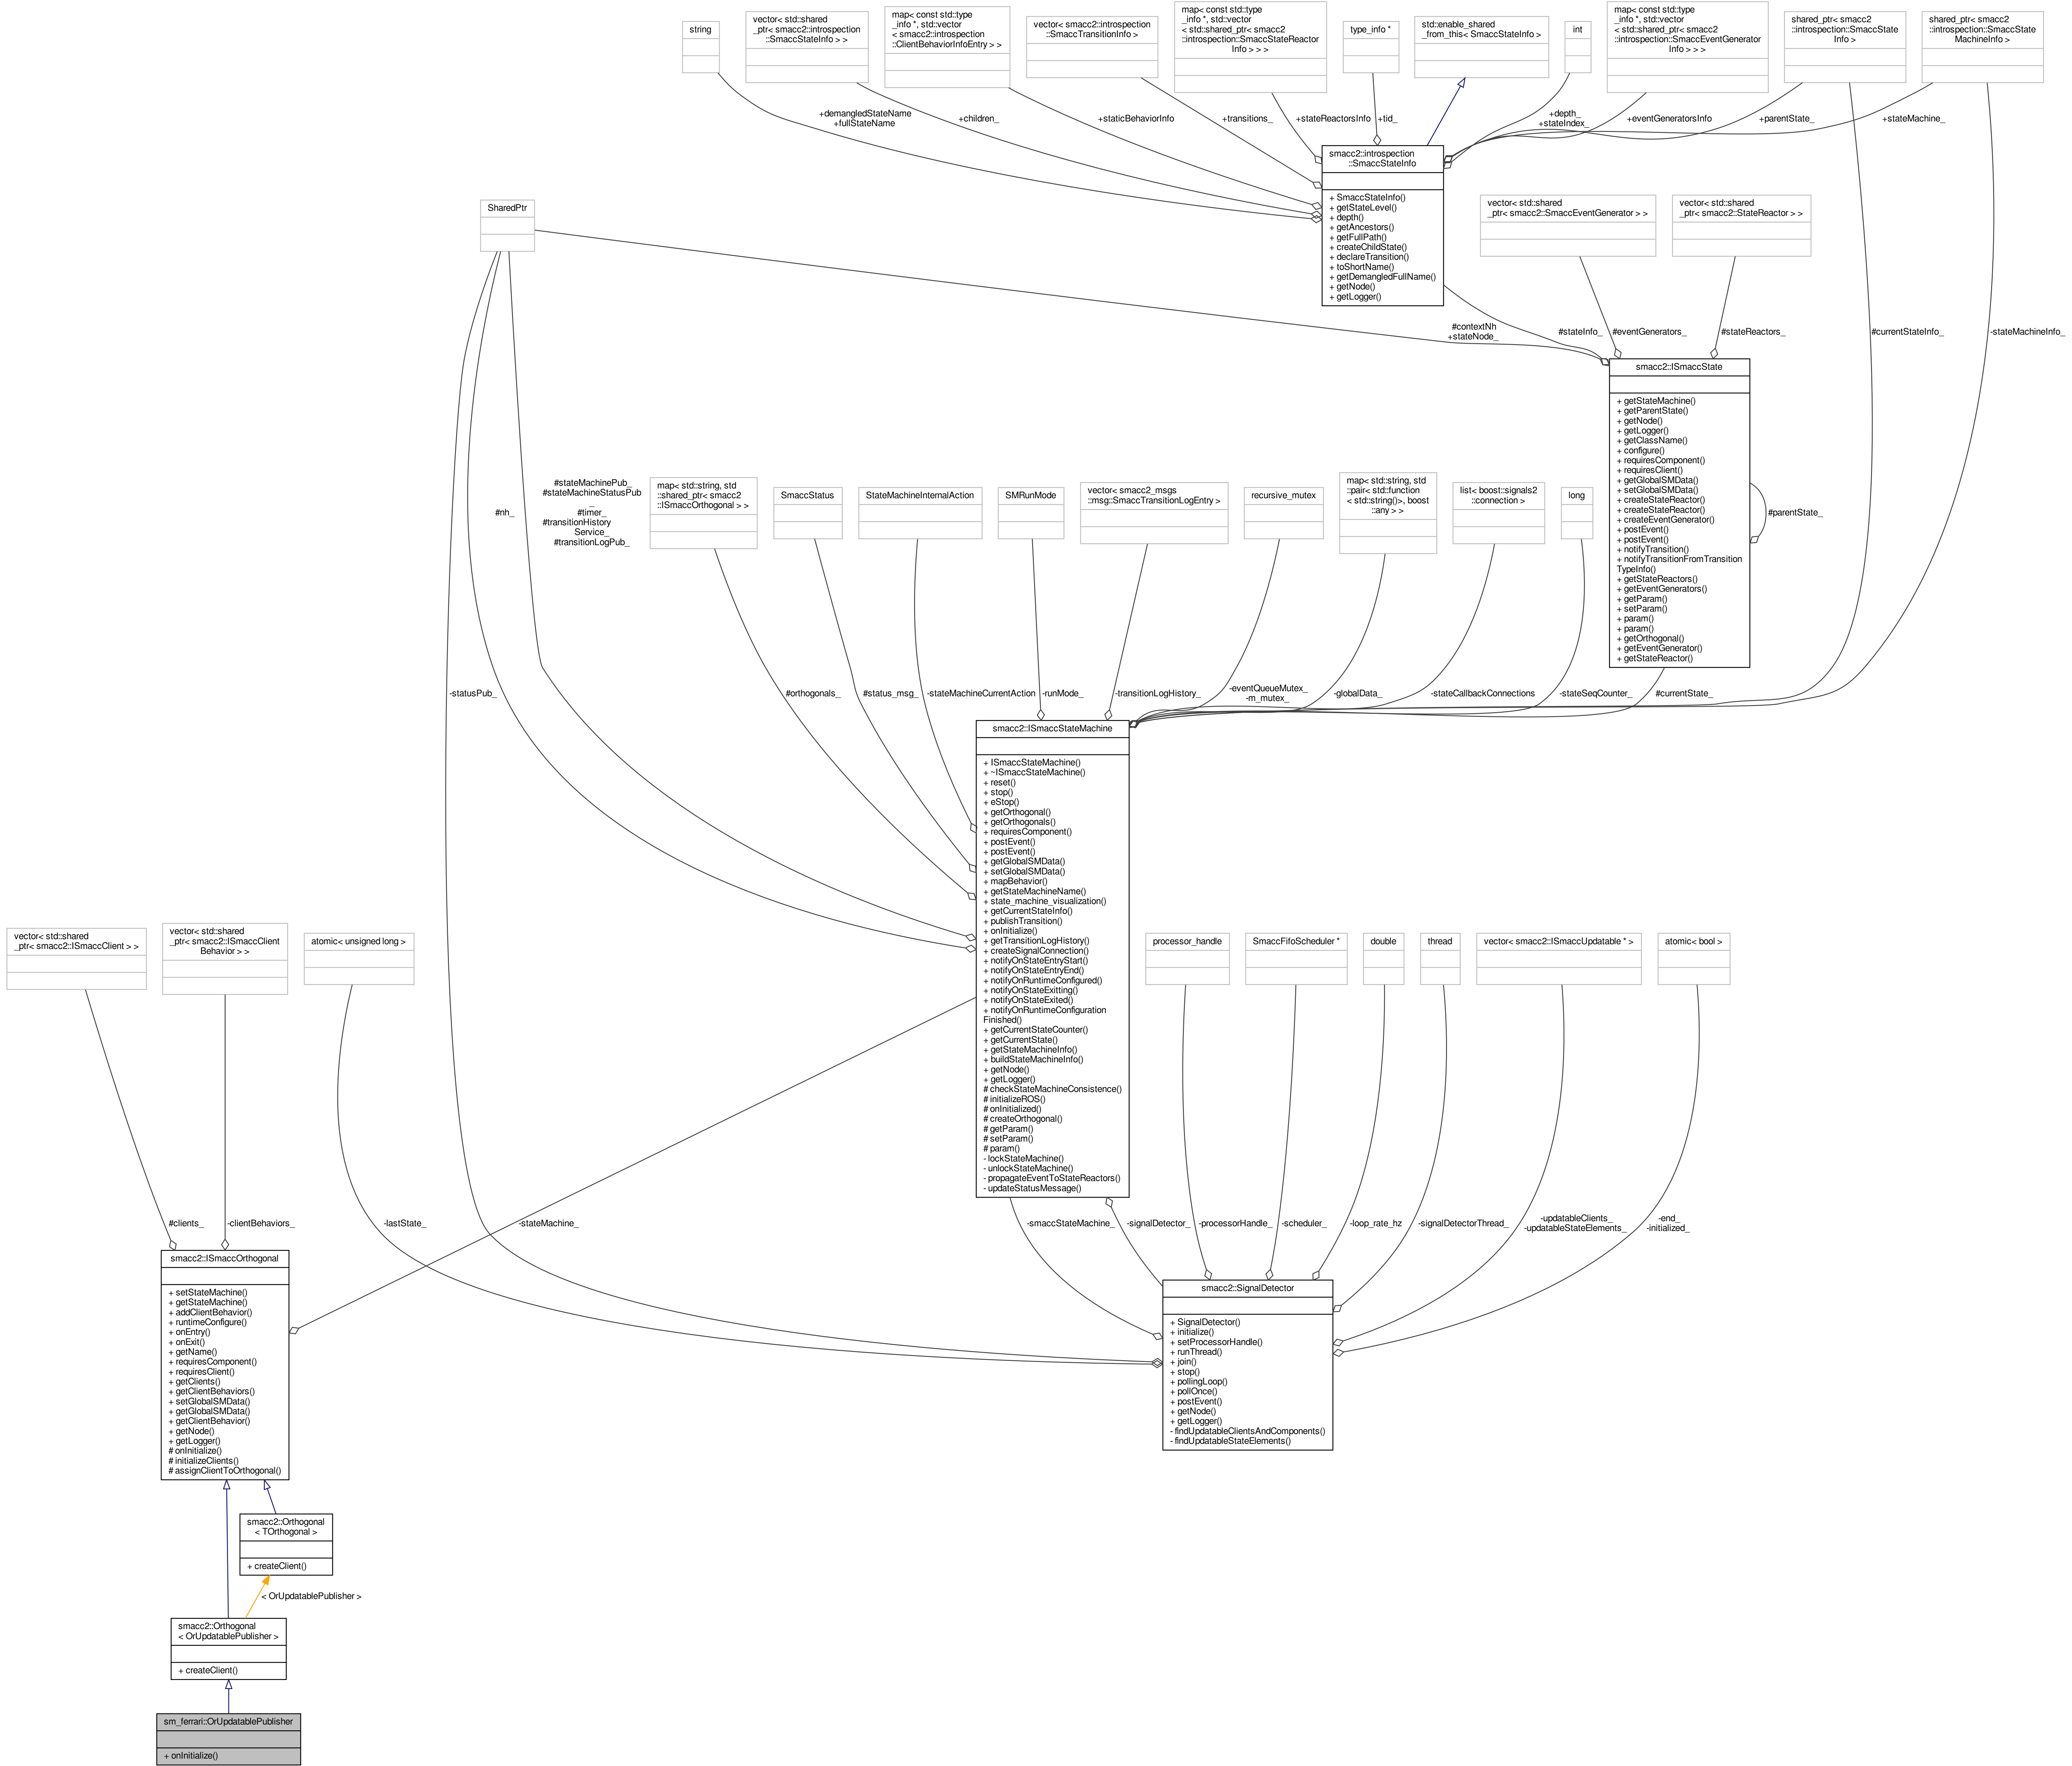 string
vector< std::shared
_ptr< smacc2::introspection
::SmaccStateInfo > >
map< const std::type
_info *, std::vector
< smacc2::introspection
::ClientBehaviorInfoEntry > >
vector< smacc2::introspection
::SmaccTransitionInfo >
map< const std::type
_info *, std::vector
< std::shared_ptr< smacc2
::introspection::SmaccStateReactor
Info > > >
type_info *
std::enable_shared
_from_this< SmaccStateInfo >
int
map< const std::type
_info *, std::vector
< std::shared_ptr< smacc2
::introspection::SmaccEventGenerator
Info > > >
shared_ptr< smacc2
::introspection::SmaccState
Info >
shared_ptr< smacc2
::introspection::SmaccState
MachineInfo >
+demangledStateName
+fullStateName
+children_
+staticBehaviorInfo
+transitions_
+stateReactorsInfo
+tid_
+depth_
+stateIndex_
+eventGeneratorsInfo
+parentState_
+stateMachine_
smacc2::introspection
::SmaccStateInfo
+ SmaccStateInfo()
+ getStateLevel()
+ depth()
+ getAncestors()
+ getFullPath()
+ createChildState()
+ declareTransition()
+ toShortName()
+ getDemangledFullName()
+ getNode()
+ getLogger()
SharedPtr
vector< std::shared
_ptr< smacc2::SmaccEventGenerator > >
vector< std::shared
_ptr< smacc2::StateReactor > >
#contextNh
+stateNode_
#stateInfo_
#eventGenerators_
#stateReactors_
#currentStateInfo_
-stateMachineInfo_
smacc2::ISmaccState
+ getStateMachine()
+ getParentState()
+ getNode()
+ getLogger()
+ getClassName()
+ configure()
+ requiresComponent()
+ requiresClient()
+ getGlobalSMData()
+ setGlobalSMData()
+ createStateReactor()
+ createStateReactor()
+ createEventGenerator()
+ postEvent()
+ postEvent()
+ notifyTransition()
+ notifyTransitionFromTransition
TypeInfo()
+ getStateReactors()
+ getEventGenerators()
+ getParam()
+ setParam()
+ param()
+ param()
+ getOrthogonal()
+ getEventGenerator()
+ getStateReactor()
#parentState_
#nh_
#stateMachinePub_
#stateMachineStatusPub
_
#timer_
#transitionHistory
Service_
#transitionLogPub_
map< std::string, std
::shared_ptr< smacc2
::ISmaccOrthogonal > >
SmaccStatus
StateMachineInternalAction
SMRunMode
vector< smacc2_msgs
::msg::SmaccTransitionLogEntry >
recursive_mutex
map< std::string, std
::pair< std::function
< std::string()>, boost
::any > >
list< boost::signals2
::connection >
long
-statusPub_
#orthogonals_
#status_msg_
-stateMachineCurrentAction
-runMode_
-transitionLogHistory_
-eventQueueMutex_
-m_mutex_
-globalData_
-stateCallbackConnections
-stateSeqCounter_
#currentState_
smacc2::ISmaccStateMachine
+ ISmaccStateMachine()
+ ~ISmaccStateMachine()
+ reset()
+ stop()
+ eStop()
+ getOrthogonal()
+ getOrthogonals()
+ requiresComponent()
+ postEvent()
+ postEvent()
+ getGlobalSMData()
+ setGlobalSMData()
+ mapBehavior()
+ getStateMachineName()
+ state_machine_visualization()
+ getCurrentStateInfo()
+ publishTransition()
+ onInitialize()
+ getTransitionLogHistory()
+ createSignalConnection()
+ notifyOnStateEntryStart()
+ notifyOnStateEntryEnd()
+ notifyOnRuntimeConfigured()
+ notifyOnStateExitting()
+ notifyOnStateExited()
+ notifyOnRuntimeConfiguration
Finished()
+ getCurrentStateCounter()
+ getCurrentState()
+ getStateMachineInfo()
+ buildStateMachineInfo()
+ getNode()
+ getLogger()
# checkStateMachineConsistence()
# initializeROS()
# onInitialized()
# createOrthogonal()
# getParam()
# setParam()
# param()
- lockStateMachine()
- unlockStateMachine()
- propagateEventToStateReactors()
- updateStatusMessage()
vector< std::shared
_ptr< smacc2::ISmaccClient > >
vector< std::shared
_ptr< smacc2::ISmaccClient
Behavior > >
atomic< unsigned long >
processor_handle
SmaccFifoScheduler *
double
thread
vector< smacc2::ISmaccUpdatable * >
atomic< bool >
#clients_
-clientBehaviors_
-lastState_
-stateMachine_
-smaccStateMachine_
-signalDetector_
-processorHandle_
-scheduler_
-loop_rate_hz
-signalDetectorThread_
-updatableClients_
-updatableStateElements_
-end_
-initialized_
smacc2::ISmaccOrthogonal
+ setStateMachine()
+ getStateMachine()
+ addClientBehavior()
+ runtimeConfigure()
+ onEntry()
+ onExit()
+ getName()
+ requiresComponent()
+ requiresClient()
+ getClients()
+ getClientBehaviors()
+ setGlobalSMData()
+ getGlobalSMData()
+ getClientBehavior()
+ getNode()
+ getLogger()
# onInitialize()
# initializeClients()
# assignClientToOrthogonal()
smacc2::SignalDetector
+ SignalDetector()
+ initialize()
+ setProcessorHandle()
+ runThread()
+ join()
+ stop()
+ pollingLoop()
+ pollOnce()
+ postEvent()
+ getNode()
+ getLogger()
- findUpdatableClientsAndComponents()
- findUpdatableStateElements()
smacc2::Orthogonal
< TOrthogonal >
+ createClient()
< OrUpdatablePublisher >
smacc2::Orthogonal
< OrUpdatablePublisher >
+ createClient()
sm_ferrari::OrUpdatablePublisher
+ onInitialize()